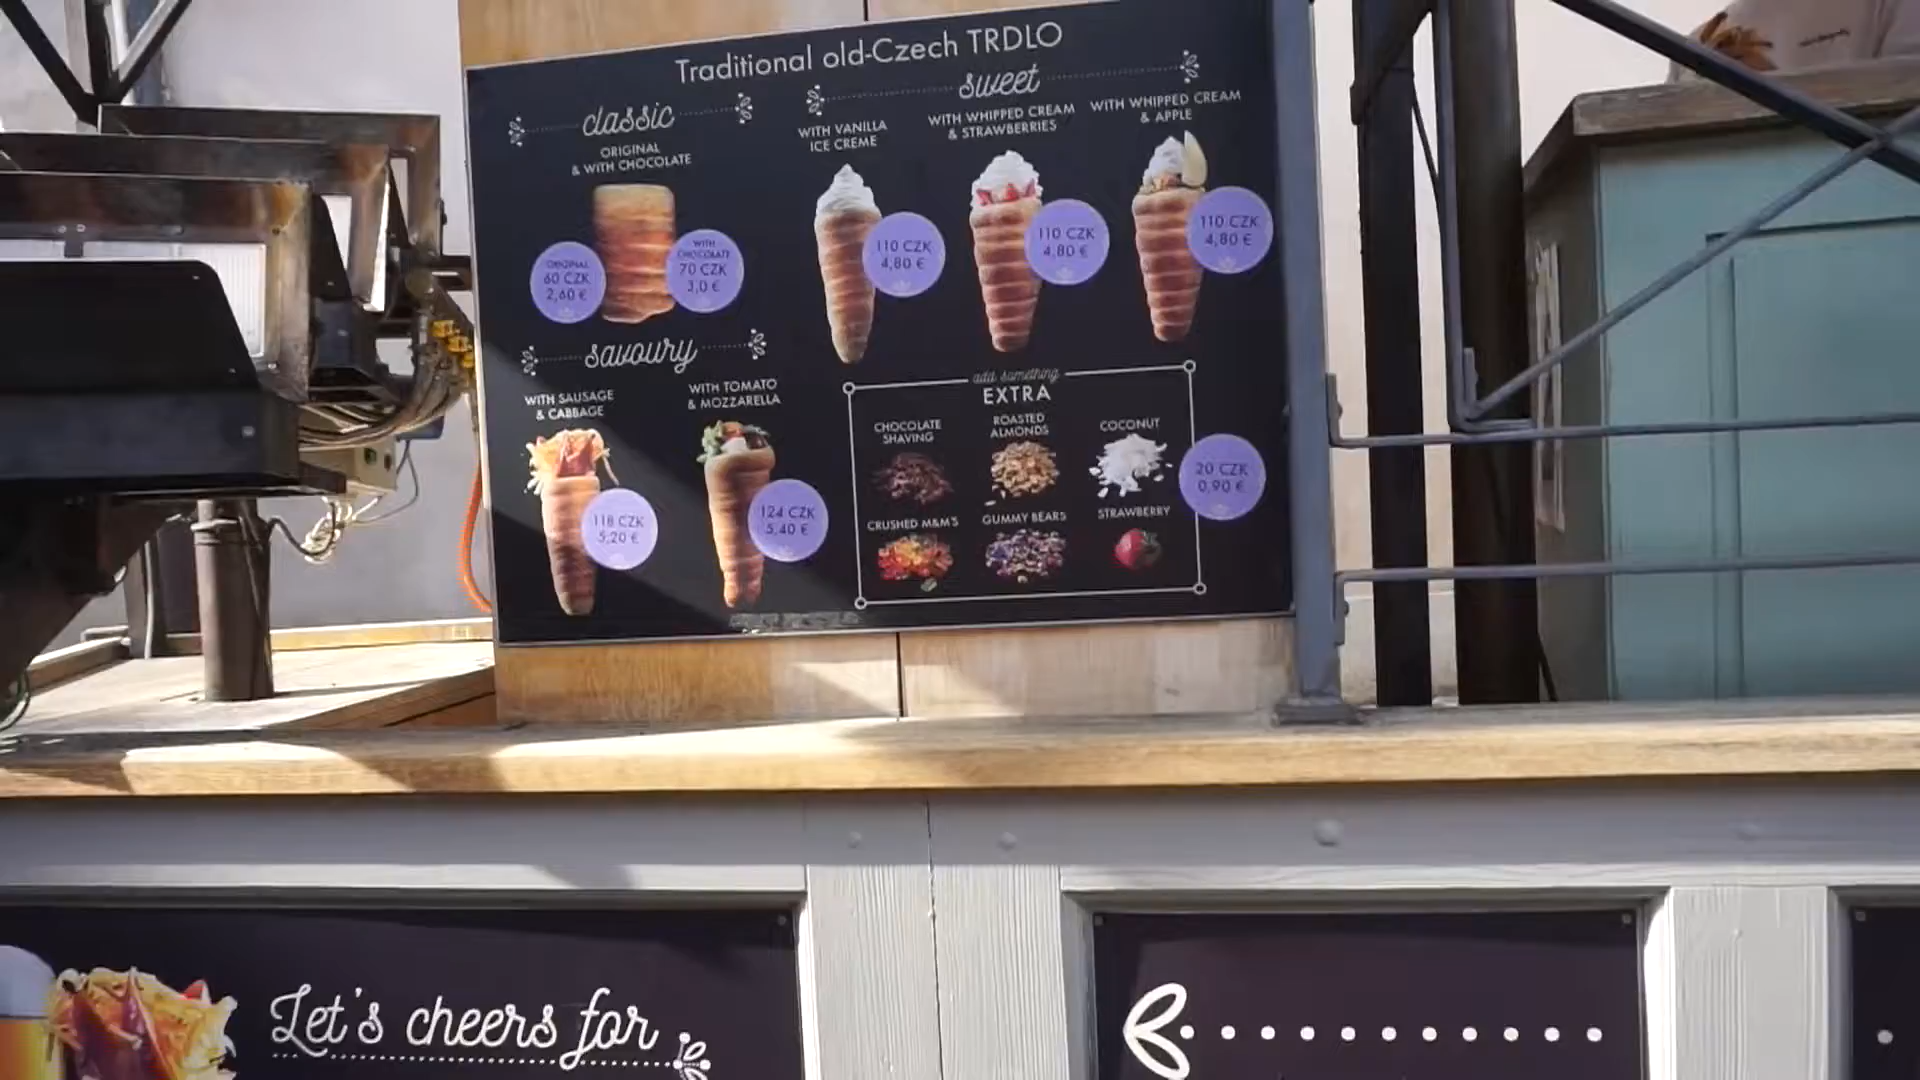 Traditional old-Czech TRDLO
classic
ORIGINAL
& WITH CHOCOLATE
ORIGINAL
60 CZK
2,60 €
WITH
CHOCOLATE
70 CZK
3,0 €
sweet
WITH VANILLA
ICE CREME
110 CZK
4,80 €
WITH WHIPPED CREAM
& STRAWBERRIES
110 CZK
4,80 €
WITH WHIPPED CREAM
& APPLE
110 CZK
4,80 €
savoury
WITH SAUSAGE
& CABBAGE
118 CZK
5,20 €
WITH TOMATO
& MOZZARELLA
124 CZK
5,40 €
add something
EXTRA
CHOCOLATE
SHAVING
ROASTED
ALMONDS
COCONUT
CRUSHED M&M'S
GUMMY BEARS
STRAWBERRY
20 CZK
0,90 €
Let's cheers for